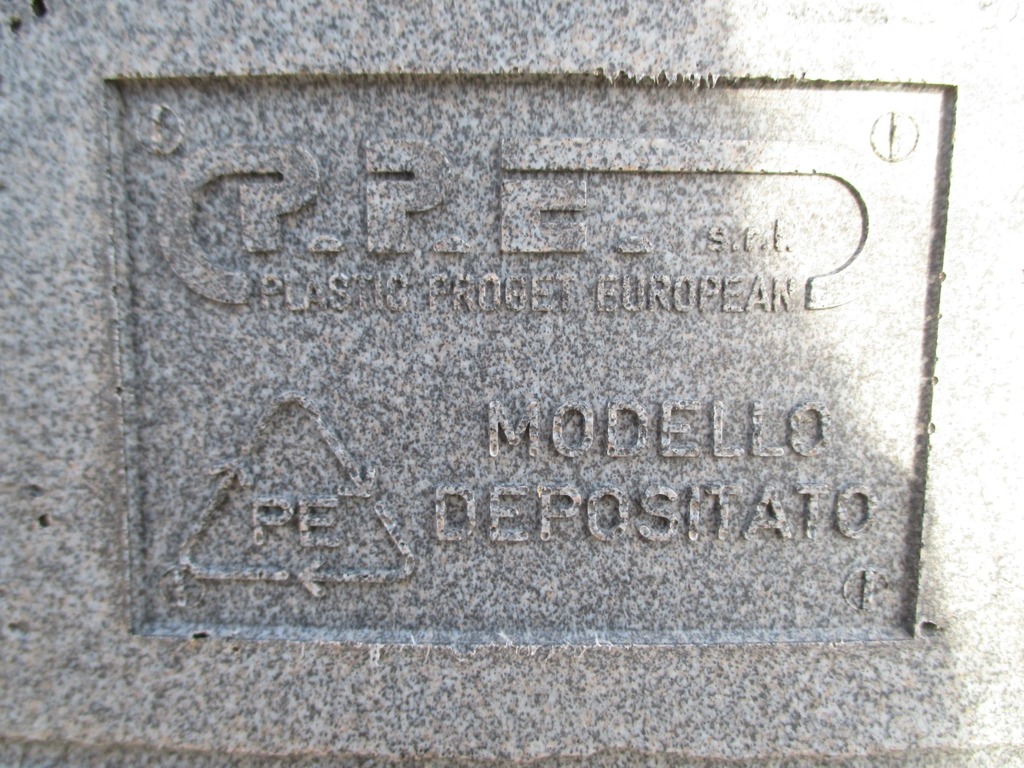 P.P.E. s.r.l.
PLASTIC PROGET EUROPEAN
MODELLO
DEPOSITATO
PE